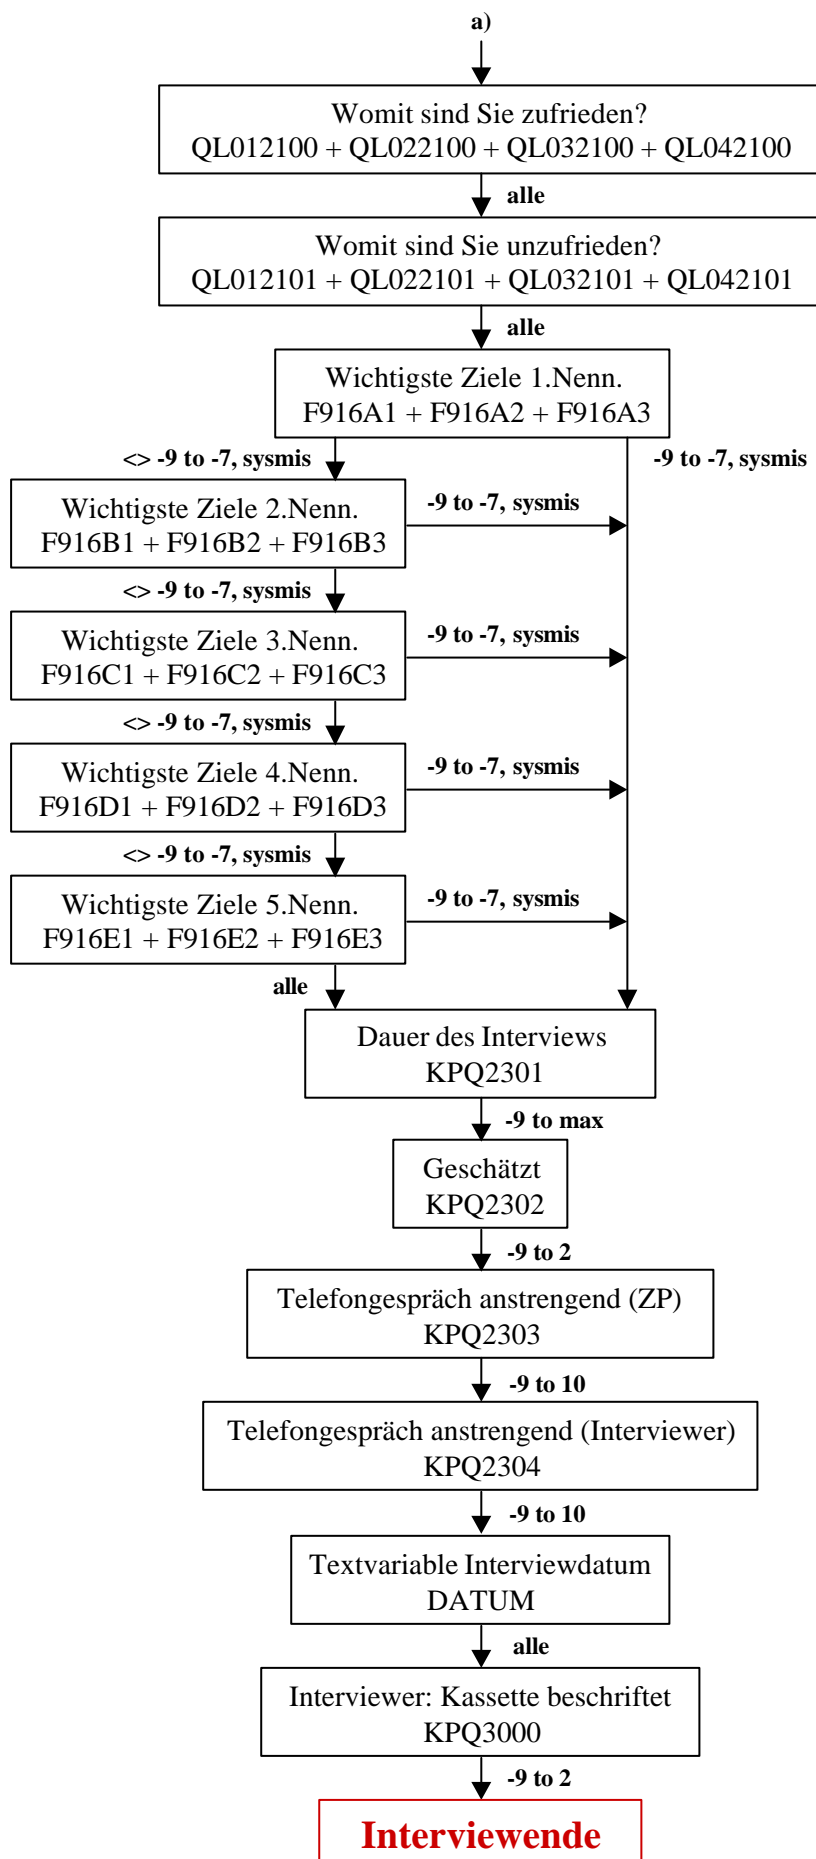 a)
Womit sind Sie zufrieden?
QL012100 + QL022100 + QL032100 + QL042100
alle
Womit sind Sie unzufrieden?
QL012101 + QL022101 + QL032101 + QL042101
alle
Wichtigste Ziele 1.Nenn.
F916A1 + F916A2 + F916A3
<> -9 to -7, sysmis
-9 to -7, sysmis
Wichtigste Ziele 2.Nenn.
F916B1 + F916B2 + F916B3
-9 to -7, sysmis
<> -9 to -7, sysmis
Wichtigste Ziele 3.Nenn.
F916C1 + F916C2 + F916C3
-9 to -7, sysmis
<> -9 to -7, sysmis
Wichtigste Ziele 4.Nenn.
F916D1 + F916D2 + F916D3
-9 to -7, sysmis
<> -9 to -7, sysmis
Wichtigste Ziele 5.Nenn.
F916E1 + F916E2 + F916E3
-9 to -7, sysmis
alle
Dauer des Interviews
KPQ2301
-9 to max
Geschätzt
KPQ2302
-9 to 2
Telefongespräch anstrengend (ZP)
KPQ2303
-9 to 10
Telefongespräch anstrengend (Interviewer)
KPQ2304
-9 to 10
Textvariable Interviewdatum
DATUM
alle
Interviewer: Kassette beschriftet
KPQ3000
-9 to 2
Interviewende